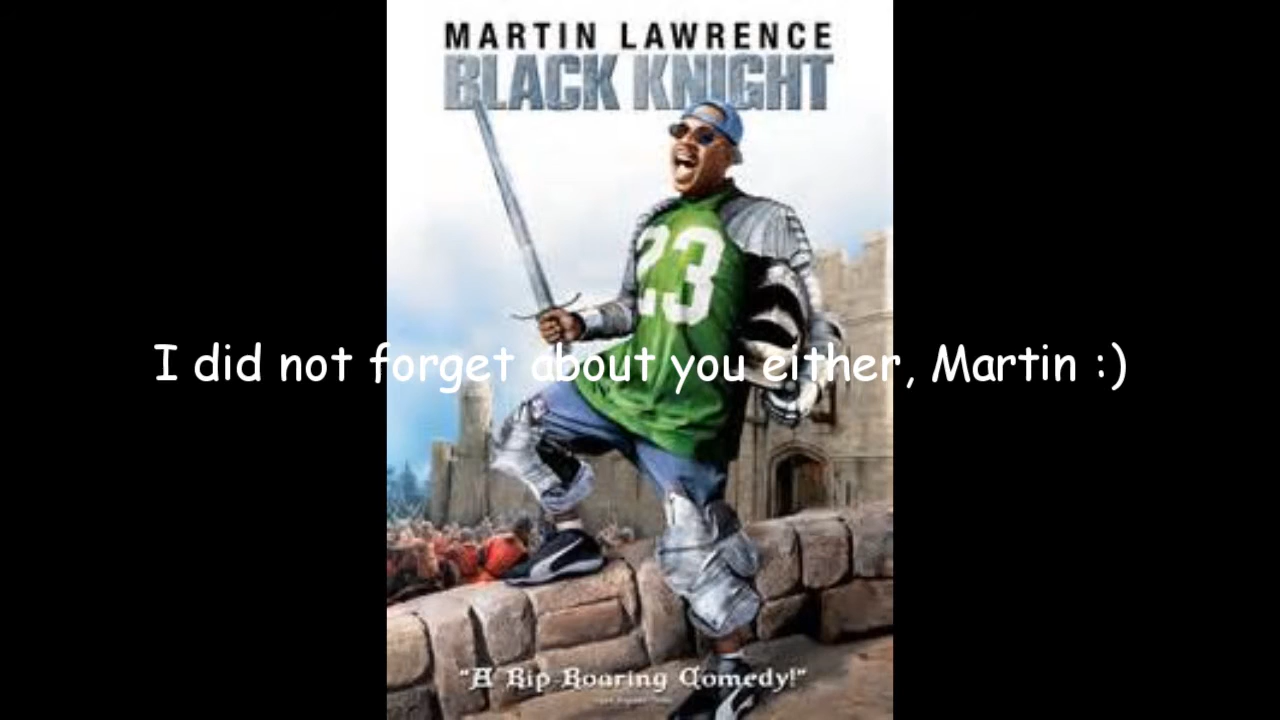 MARTIN LAWRENCE
BLACK KNIGHT
23
I did not forget about you either, Martin :)
"A Rip Roaring Comedy!"